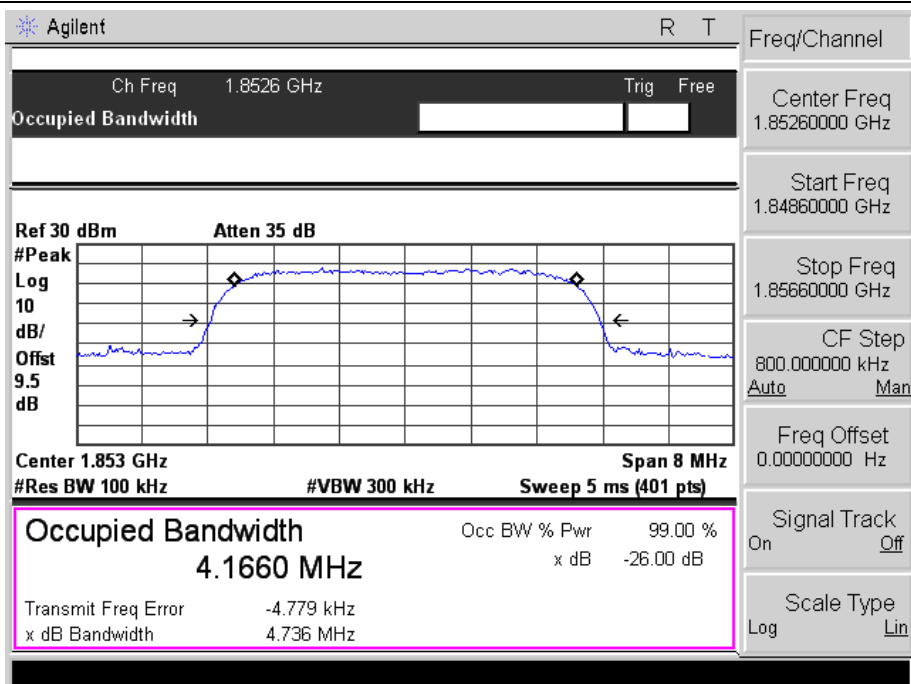 Agilent R T
Ch Freq 1.8526 GHz Trig Free
Occupied Bandwidth
Ref 30 dBm Atten 35 dB
#Peak
Log
10
dB/
Offst
9.5
dB
Center 1.853 GHz Span 8 MHz
#Res BW 100 kHz #VBW 300 kHz Sweep 5 ms (401 pts)
Occupied Bandwidth Occ BW % Pwr 99.00 %
4.1660 MHz x dB -26.00 dB
Transmit Freq Error -4.779 kHz
x dB Bandwidth 4.736 MHz
Freq/Channel
Center Freq
1.85260000 GHz
Start Freq
1.84860000 GHz
Stop Freq
1.85660000 GHz
CF Step
800.000000 kHz
Auto Man
Freq Offset
0.00000000 Hz
Signal Track
On Off
Scale Type
Log Lin